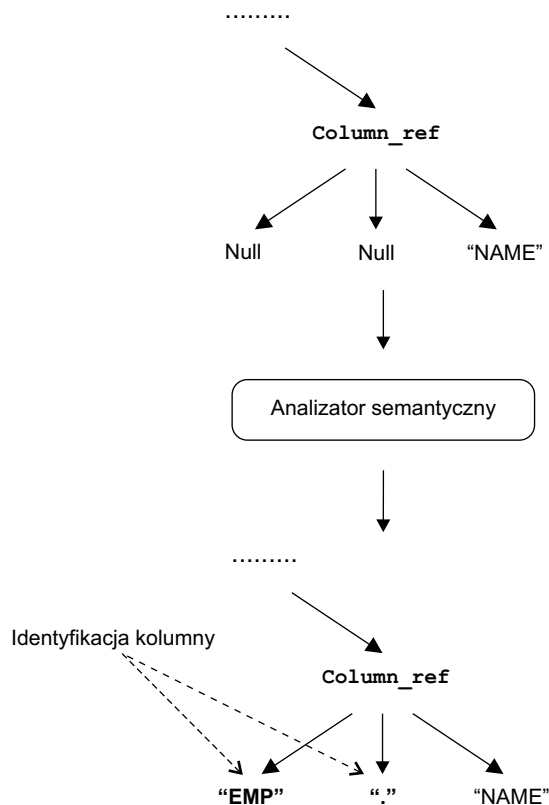 .........
Column_ref
Null Null “NAME”
Analizator semantyczny
.........
Identyfikacja kolumny
Column_ref
“EMP” “.” “NAME”